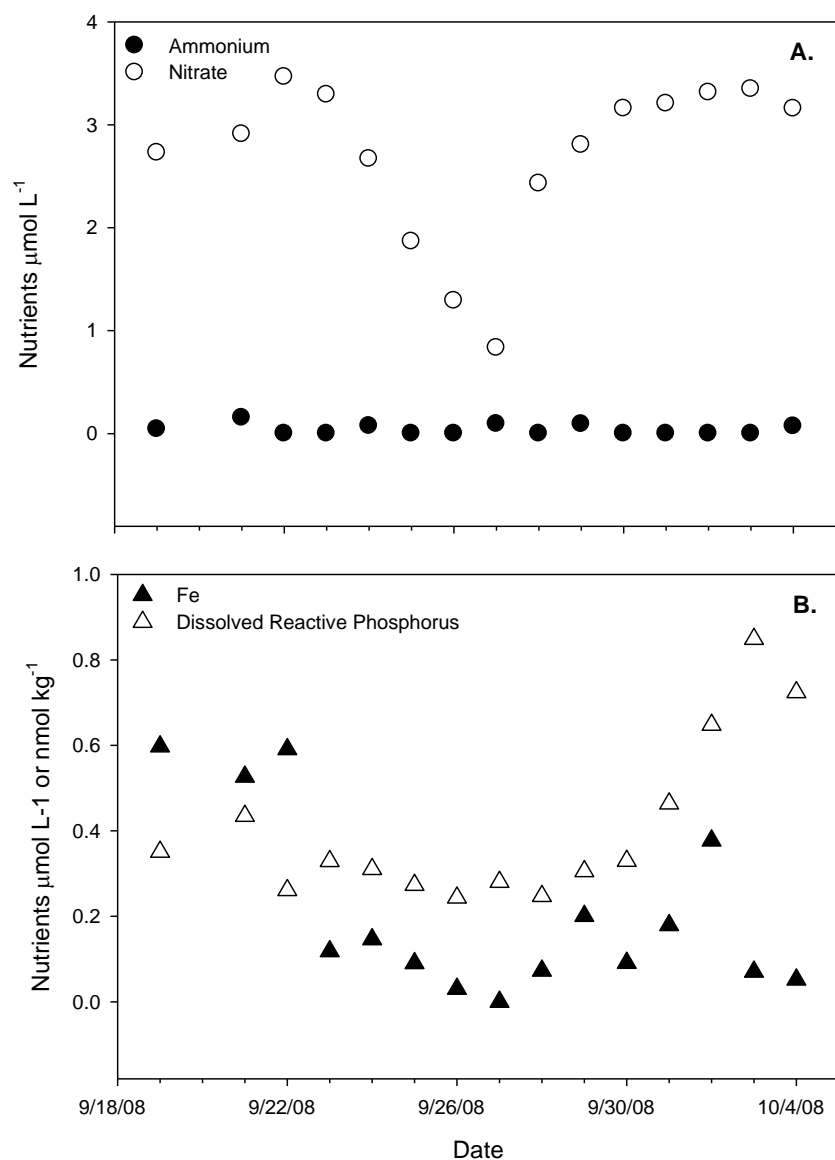 4
Ammonium
A.
Nitrate
3
2
1
0
Nutrients μmol L⁻¹
1.0
Fe
B.
Dissolved Reactive Phosphorus
0.8
0.6
0.4
0.2
0.0
Nutrients μmol L-1 or nmol kg⁻¹
9/18/08 9/22/08 9/26/08 9/30/08 10/4/08
Date